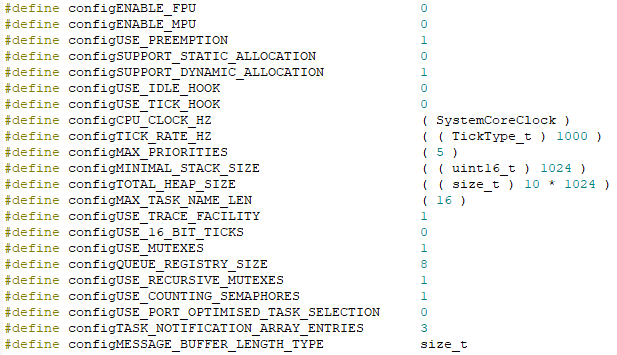 #define configENABLE_FPU 0
#define configENABLE_MPU 0
#define configUSE_PREEMPTION 1
#define configSUPPORT_STATIC_ALLOCATION 0
#define configSUPPORT_DYNAMIC_ALLOCATION 1
#define configUSE_IDLE_HOOK 0
#define configUSE_TICK_HOOK 0
#define configCPU_CLOCK_HZ ( SystemCoreClock )
#define configTICK_RATE_HZ ( ( TickType_t ) 1000 )
#define configMAX_PRIORITIES ( 5 )
#define configMINIMAL_STACK_SIZE ( ( uint16_t ) 1024 )
#define configTOTAL_HEAP_SIZE ( ( size_t ) 10 * 1024 )
#define configMAX_TASK_NAME_LEN ( 16 )
#define configUSE_TRACE_FACILITY 1
#define configUSE_16_BIT_TICKS 0
#define configUSE_MUTEXES 1
#define configQUEUE_REGISTRY_SIZE 8
#define configUSE_RECURSIVE_MUTEXES 1
#define configUSE_COUNTING_SEMAPHORES 1
#define configUSE_PORT_OPTIMISED_TASK_SELECTION 0
#define configTASK_NOTIFICATION_ARRAY_ENTRIES 3
#define configMESSAGE_BUFFER_LENGTH_TYPE size_t